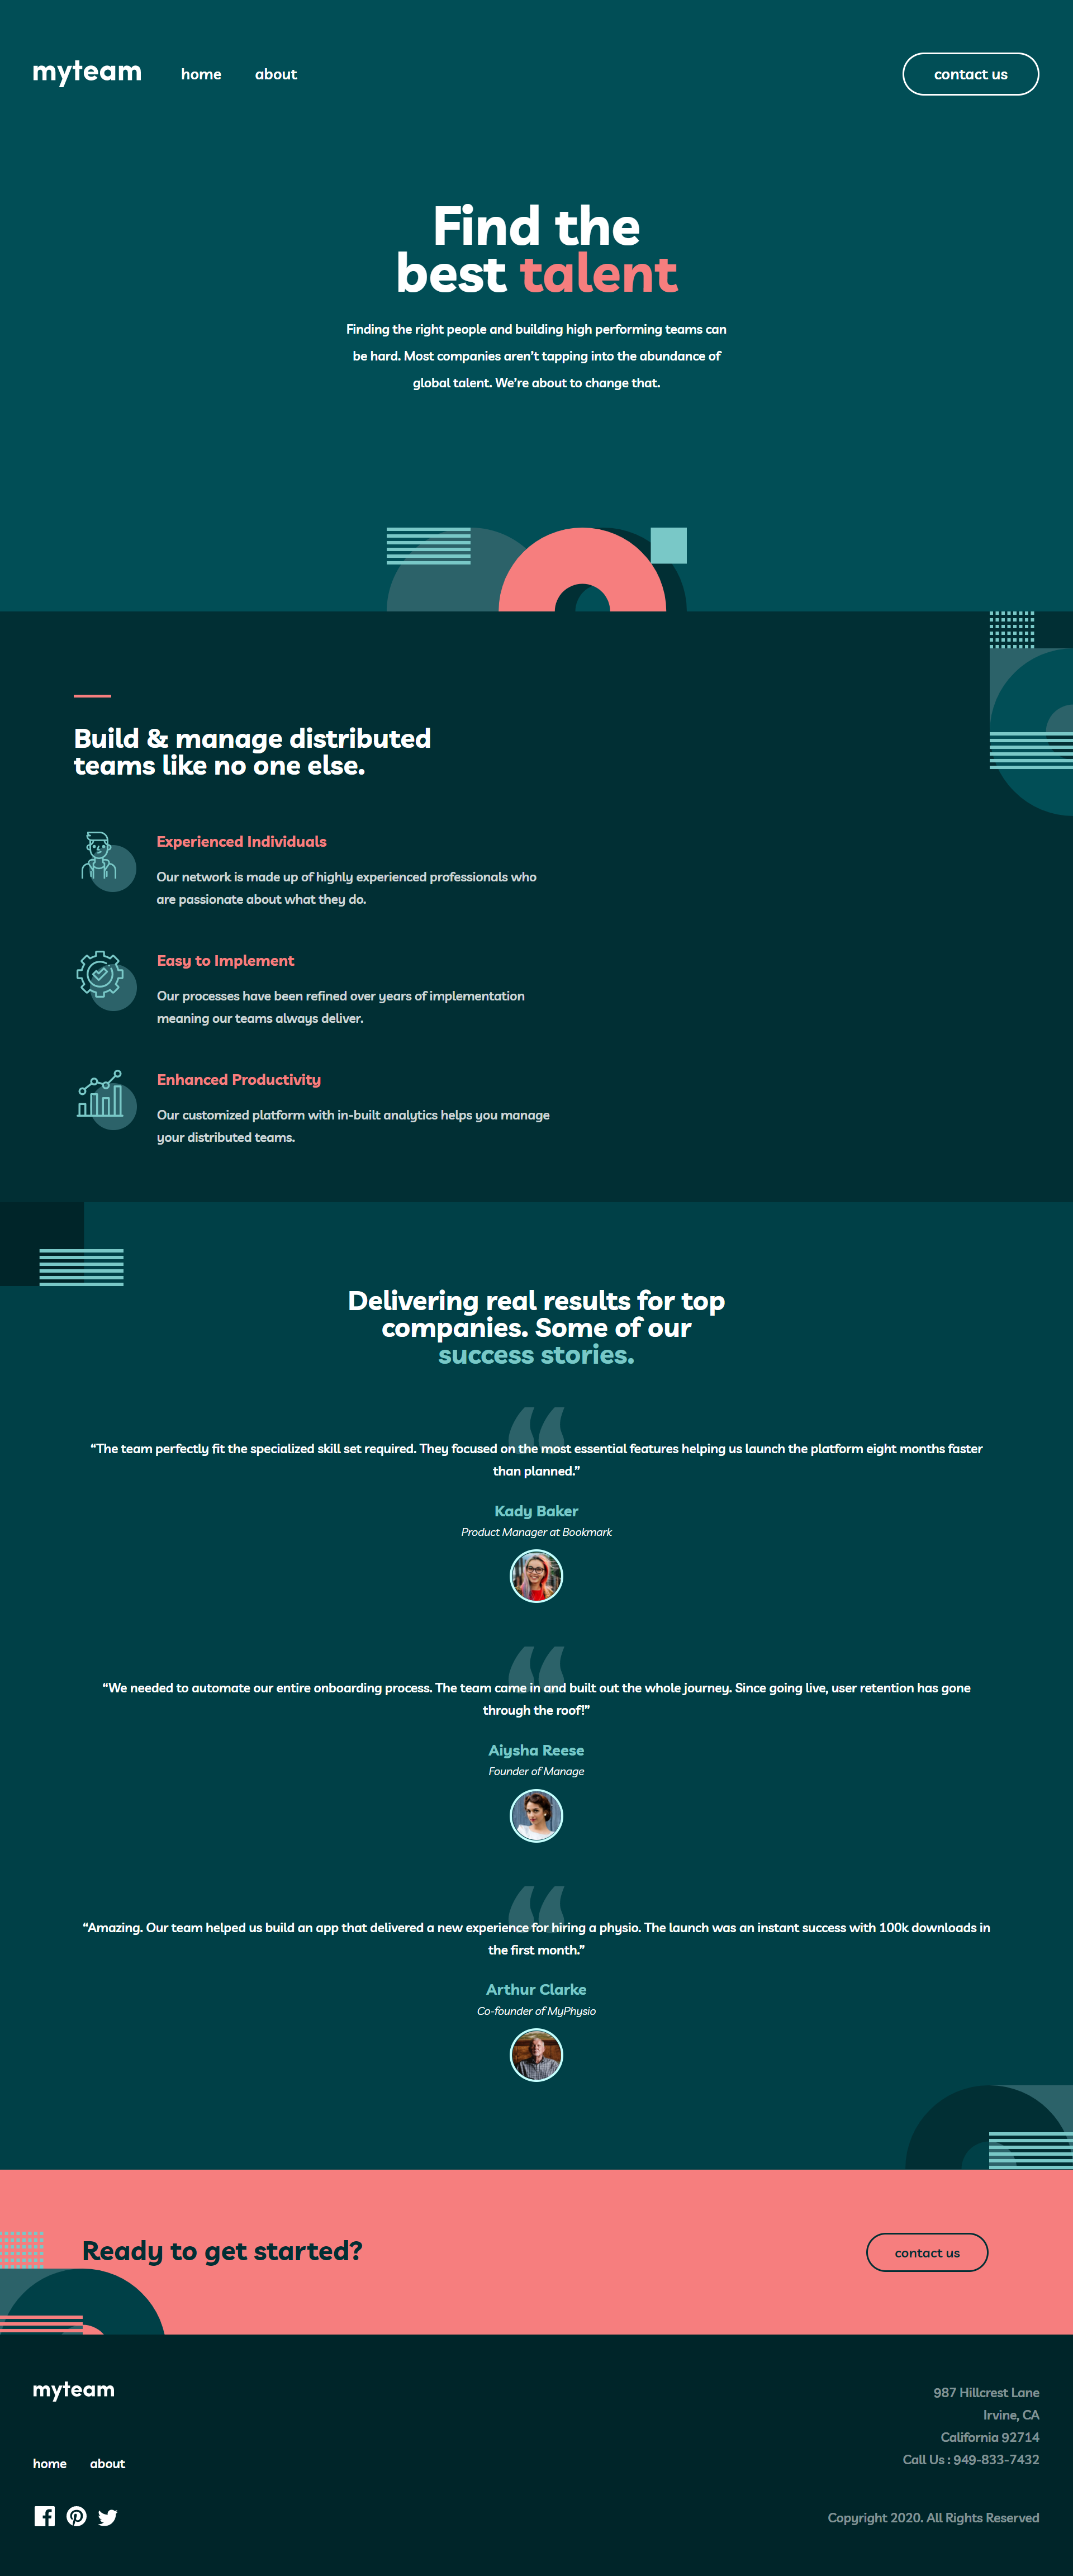 myteam
home
about
contact us
Find the
best talent
Finding the right people and building high performing teams can
be hard. Most companies aren’t tapping into the abundance of
global talent. We’re about to change that.
Build & manage distributed
teams like no one else.
Experienced Individuals
Our network is made up of highly experienced professionals who
are passionate about what they do.
Easy to Implement
Our processes have been refined over years of implementation
meaning our teams always deliver.
Enhanced Productivity
Our customized platform with in-built analytics helps you manage
your distributed teams.
Delivering real results for top
companies. Some of our
success stories.
“The team perfectly fit the specialized skill set required. They focused on the most essential features helping us launch the platform eight months faster
than planned.”
Kady Baker
Product Manager at Bookmark
“We needed to automate our entire onboarding process. The team came in and built out the whole journey. Since going live, user retention has gone
through the roof!”
Aiysha Reese
Founder of Manage
“Amazing. Our team helped us build an app that delivered a new experience for hiring a physio. The launch was an instant success with 100k downloads in
the first month.”
Arthur Clarke
Co-founder of MyPhysio
Ready to get started?
contact us
myteam
home
about
987 Hillcrest Lane
Irvine, CA
California 92714
Call Us : 949-833-7432
Copyright 2020. All Rights Reserved